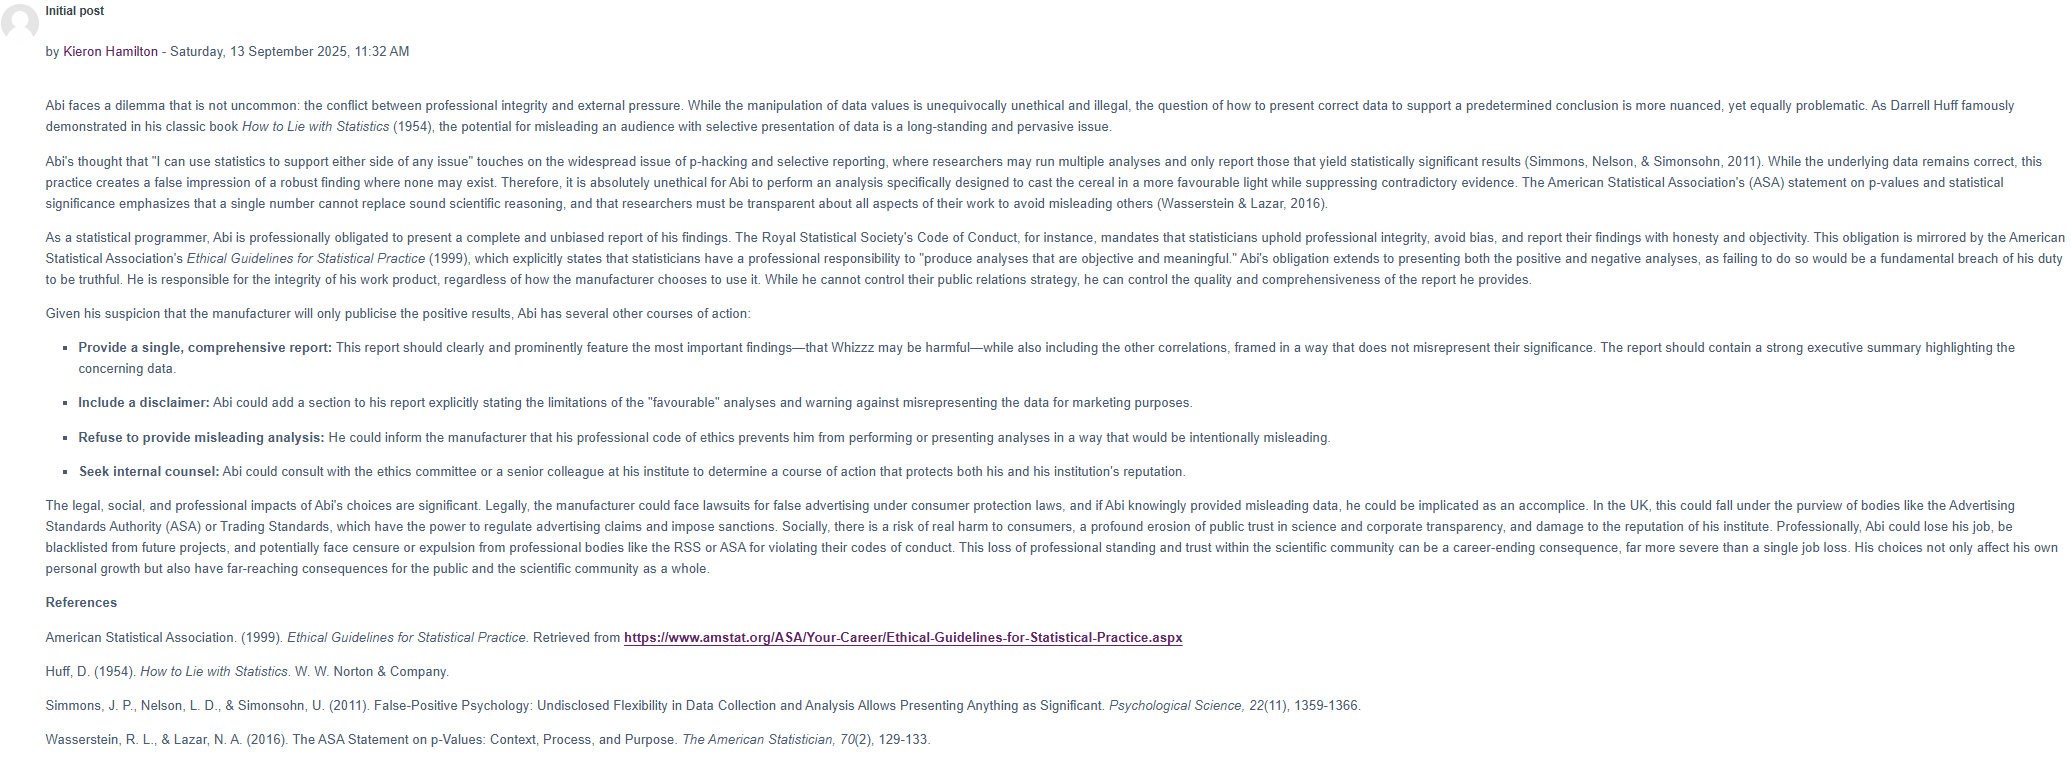 Initial post
by Kieron Hamilton - Saturday, 13 September 2025, 11:32 AM
Abi faces a dilemma that is not uncommon: the conflict between professional integrity and external pressure. While the manipulation of data values is unequivocally unethical and illegal, the question of how to present correct data to support a predetermined conclusion is more nuanced, yet equally problematic. As Darrell Huff famously
demonstrated in his classic book How to Lie with Statistics (1954), the potential for misleading an audience with selective presentation of data is a long-standing and pervasive issue.
Abi's thought that "I can use statistics to support either side of any issue" touches on the widespread issue of p-hacking and selective reporting, where researchers may run multiple analyses and only report those that yield statistically significant results (Simmons, Nelson, & Simonsohn, 2011). While the underlying data remains correct, this
practice creates a false impression of a robust finding where none may exist. Therefore, it is absolutely unethical for Abi to perform an analysis specifically designed to cast the cereal in a more favourable light while suppressing contradictory evidence. The American Statistical Association's (ASA) statement on p-values and statistical
significance emphasizes that a single number cannot replace sound scientific reasoning, and that researchers must be transparent about all aspects of their work to avoid misleading others (Wasserstein & Lazar, 2016).
As a statistical programmer, Abi is professionally obligated to present a complete and unbiased report of his findings. The Royal Statistical Society's Code of Conduct, for instance, mandates that statisticians uphold professional integrity, avoid bias, and report their findings with honesty and objectivity. This obligation is mirrored by the American
Statistical Association's Ethical Guidelines for Statistical Practice (1999), which explicitly states that statisticians have a professional responsibility to "produce analyses that are objective and meaningful." Abi's obligation extends to presenting both the positive and negative analyses, as failing to do so would be a fundamental breach of his duty
to be truthful. He is responsible for the integrity of his work product, regardless of how the manufacturer chooses to use it. While he cannot control their public relations strategy, he can control the quality and comprehensiveness of the report he provides.
Given his suspicion that the manufacturer will only publicise the positive results, Abi has several other courses of action:
▪ Provide a single, comprehensive report: This report should clearly and prominently feature the most important findings—that Whizzz may be harmful—while also including the other correlations, framed in a way that does not misrepresent their significance. The report should contain a strong executive summary highlighting the
concerning data.
▪ Include a disclaimer: Abi could add a section to his report explicitly stating the limitations of the "favourable" analyses and warning against misrepresenting the data for marketing purposes.
▪ Refuse to provide misleading analysis: He could inform the manufacturer that his professional code of ethics prevents him from performing or presenting analyses in a way that would be intentionally misleading.
▪ Seek internal counsel: Abi could consult with the ethics committee or a senior colleague at his institute to determine a course of action that protects both his and his institution's reputation.
The legal, social, and professional impacts of Abi's choices are significant. Legally, the manufacturer could face lawsuits for false advertising under consumer protection laws, and if Abi knowingly provided misleading data, he could be implicated as an accomplice. In the UK, this could fall under the purview of bodies like the Advertising
Standards Authority (ASA) or Trading Standards, which have the power to regulate advertising claims and impose sanctions. Socially, there is a risk of real harm to consumers, a profound erosion of public trust in science and corporate transparency, and damage to the reputation of his institute. Professionally, Abi could lose his job, be
blacklisted from future projects, and potentially face censure or expulsion from professional bodies like the RSS or ASA for violating their codes of conduct. This loss of professional standing and trust within the scientific community can be a career-ending consequence, far more severe than a single job loss. His choices not only affect his own
personal growth but also have far-reaching consequences for the public and the scientific community as a whole.
References
American Statistical Association. (1999). Ethical Guidelines for Statistical Practice. Retrieved from https://www.amstat.org/ASA/Your-Career/Ethical-Guidelines-for-Statistical-Practice.aspx
Huff, D. (1954). How to Lie with Statistics. W. W. Norton & Company.
Simmons, J. P., Nelson, L. D., & Simonsohn, U. (2011). False-Positive Psychology: Undisclosed Flexibility in Data Collection and Analysis Allows Presenting Anything as Significant. Psychological Science, 22(11), 1359-1366.
Wasserstein, R. L., & Lazar, N. A. (2016). The ASA Statement on p-Values: Context, Process, and Purpose. The American Statistician, 70(2), 129-133.